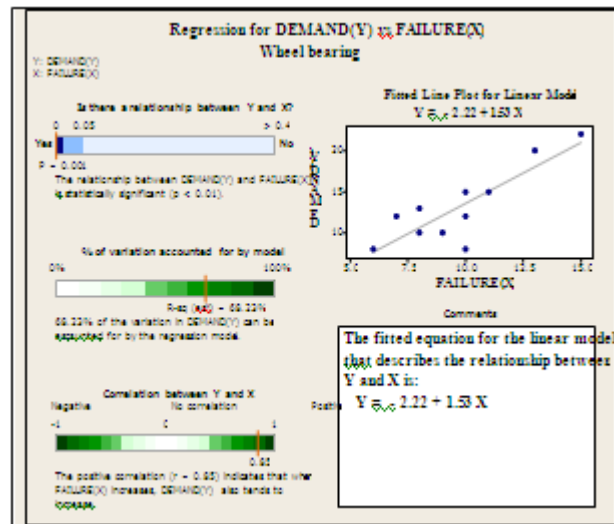 Regression for DEMAND(Y) vs FAILURE(X)
Wheel bearing
Y: DEMAND(Y)
X: FAILURE(X)
Is there a relationship between Y and X?
0 0.05 > 0.4
Yes No
P = 0.001
The relationship between DEMAND(Y) and FAILURE(X)
is statistically significant (p < 0.01).
% of variation accounted for by model
0% 100%
R-sq (adj) = 68.23%
68.23% of the variation in DEMAND(Y) can be
accounted for by the regression model.
Correlation between Y and X
Negative No correlation Positive
-1 0 1
0.85
The positive correlation (r = 0.85) indicates that when
FAILURE(X) increases, DEMAND(Y) also tends to
increase.
Fitted Line Plot for Linear Model
Y = - 2.22 + 1.53 X
20
15
10
5.0 7.5 10.0 12.5 15.0
FAILURE(X
Comments
The fitted equation for the linear model
that describes the relationship between
Y and X is:
Y = - 2.22 + 1.53 X